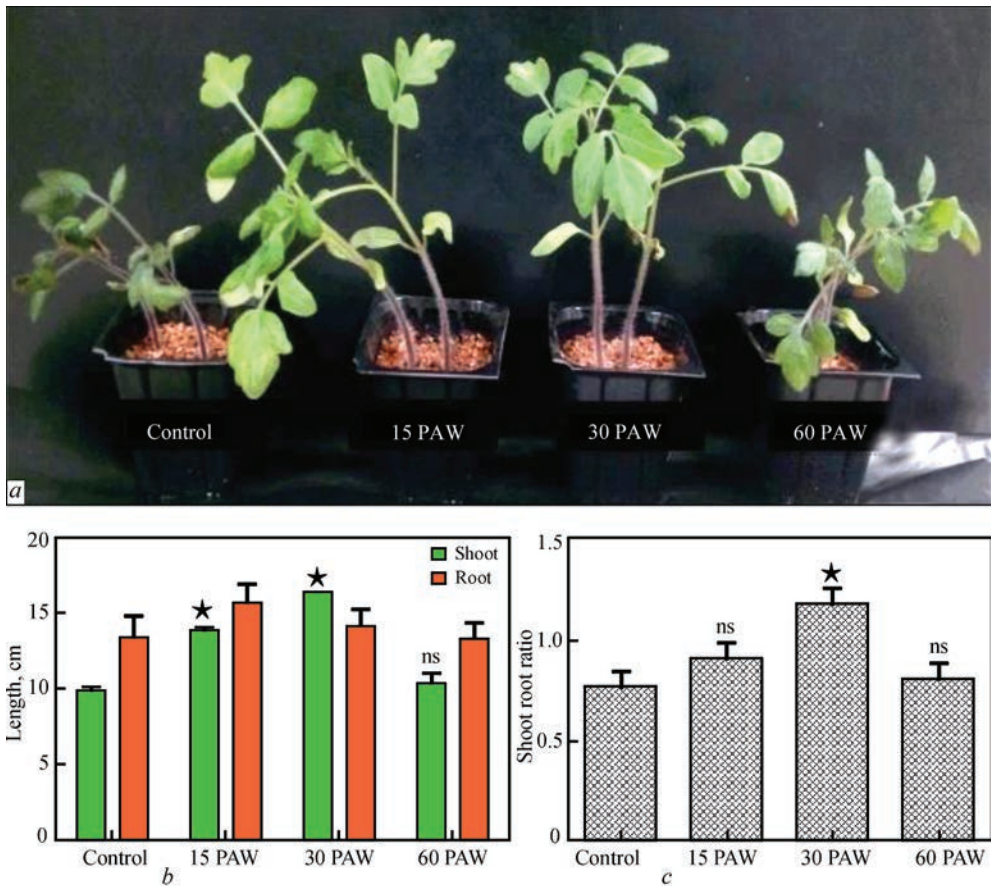 Control 15 PAW 30 PAW 60 PAW
a
20
15
10
5
0
Length, cm
Shoot
Root
★
★
ns
Control 15 PAW 30 PAW 60 PAW
b
1.5
1.0
0.5
0
Shoot root ratio
ns
★
ns
Control 15 PAW 30 PAW 60 PAW
c